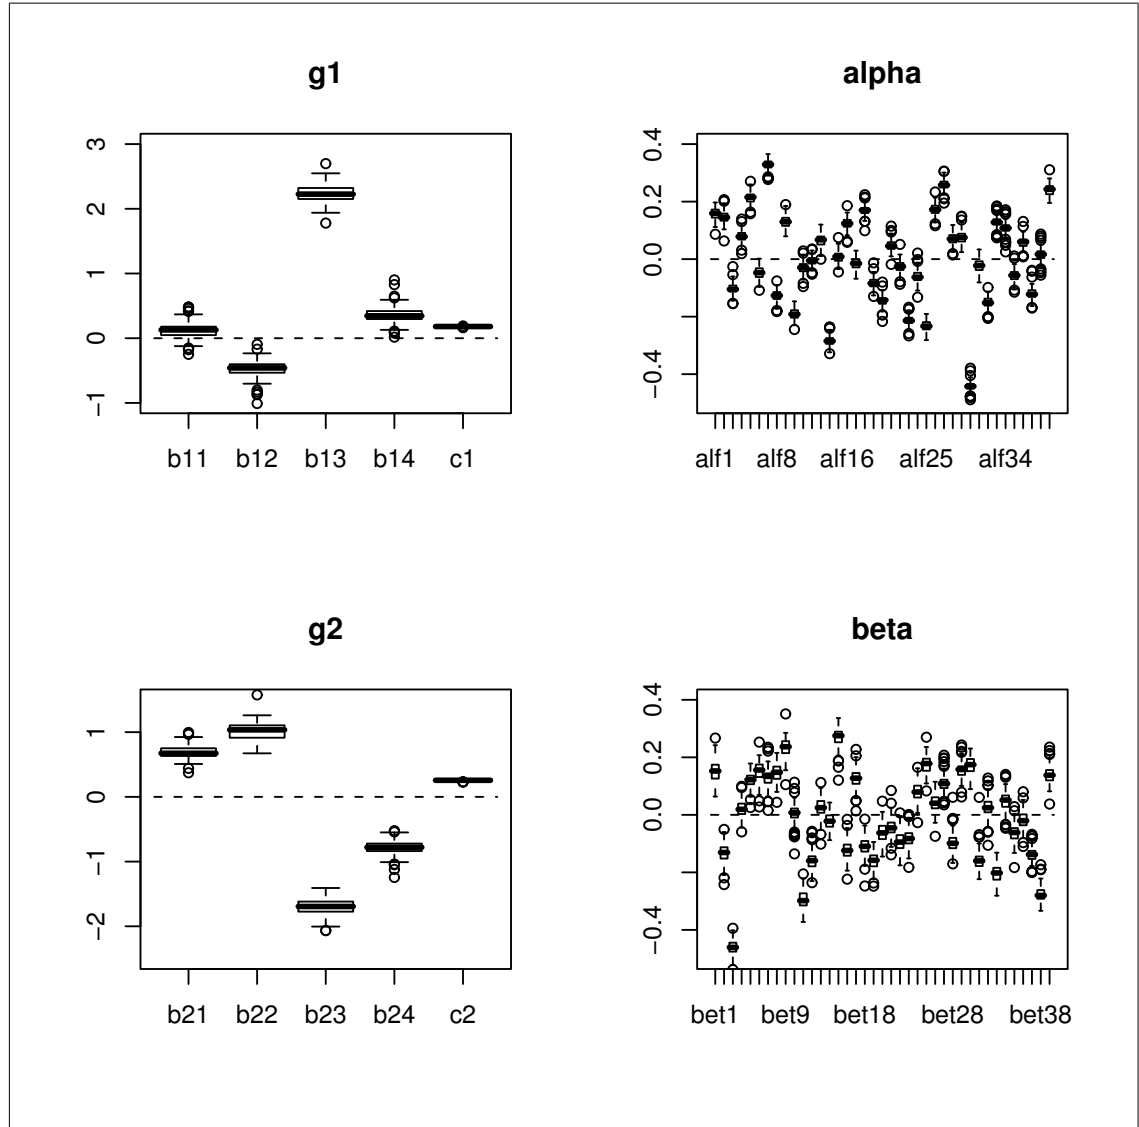 g1
3
2
1
0
−1
b11 b12 b13 b14 c1
alpha
0.4
0.2
0.0
−0.4
alf1 alf8 alf16 alf25 alf34
g2
1
0
−1
−2
b21 b22 b23 b24 c2
beta
0.4
0.2
0.0
−0.4
bet1 bet9 bet18 bet28 bet38